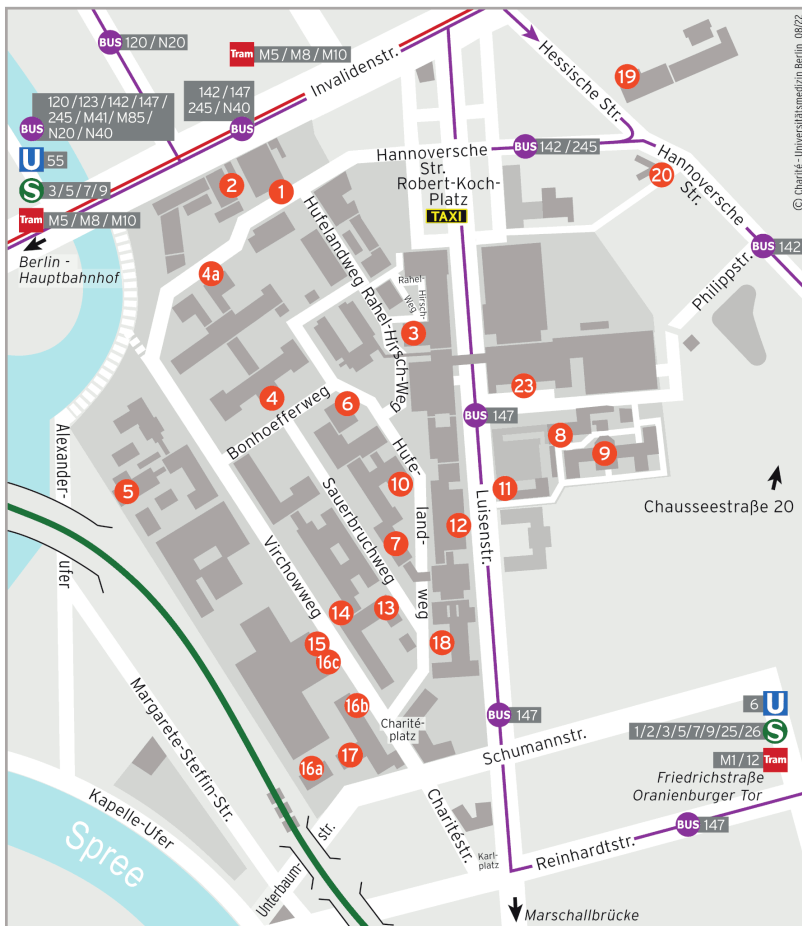 BUS 120 / N20
Tram M5 / M8 / M10
Invalidenstr.
Hessische Str.
19
© Charité - Universitätsmedizin Berlin 08/22
120 / 123 / 142 / 147 /
245 / M41 / M85 /
N20 / N40
BUS
142 / 147
245 / N40
BUS
U 55
S 3/5/7/9
Tram M5 / M8 / M10
Berlin -
Hauptbahnhof
2
1
Hannoversche
Str.
BUS 142 / 245
Hannoversche
Str.
20
Robert-Koch-
Platz
TAXI
BUS 142
Philippstr.
Hufelandweg
4a
Rahel-
Hirsch-
Weg
Rahel-Hirsch-Weg
3
23
BUS 147
4
Bonhoefferweg
6
8
9
Alexander-
ufer
5
Hufe-
land-
weg
10
11
12
Luisenstr.
Chausseestraße 20
Sauerbruchweg
7
Virchowweg
13
14
15
16c
18
16b
Charité-
platz
17
16a
BUS 147
Schumannstr.
6 U
1/2/3/5/7/9/25/26 S
M1 / 12 Tram
Friedrichstraße
Oranienburger Tor
Margarete-Steffin-Str.
Kapelle-Ufer
Spree
Unterbaum-
str.
Charitéstr.
Karl-
platz
Reinhardtstr.
BUS 147
Marschallbrücke